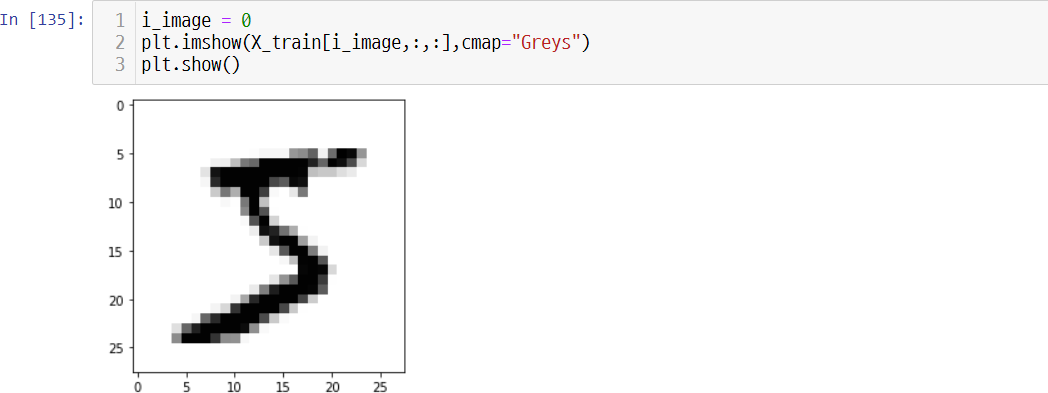 In [135]:
1 i_image = 0
2 plt.imshow(X_train[i_image,:,:],cmap="Greys")
3 plt.show()
0
5
10
15
20
25
0 5 10 15 20 25
5